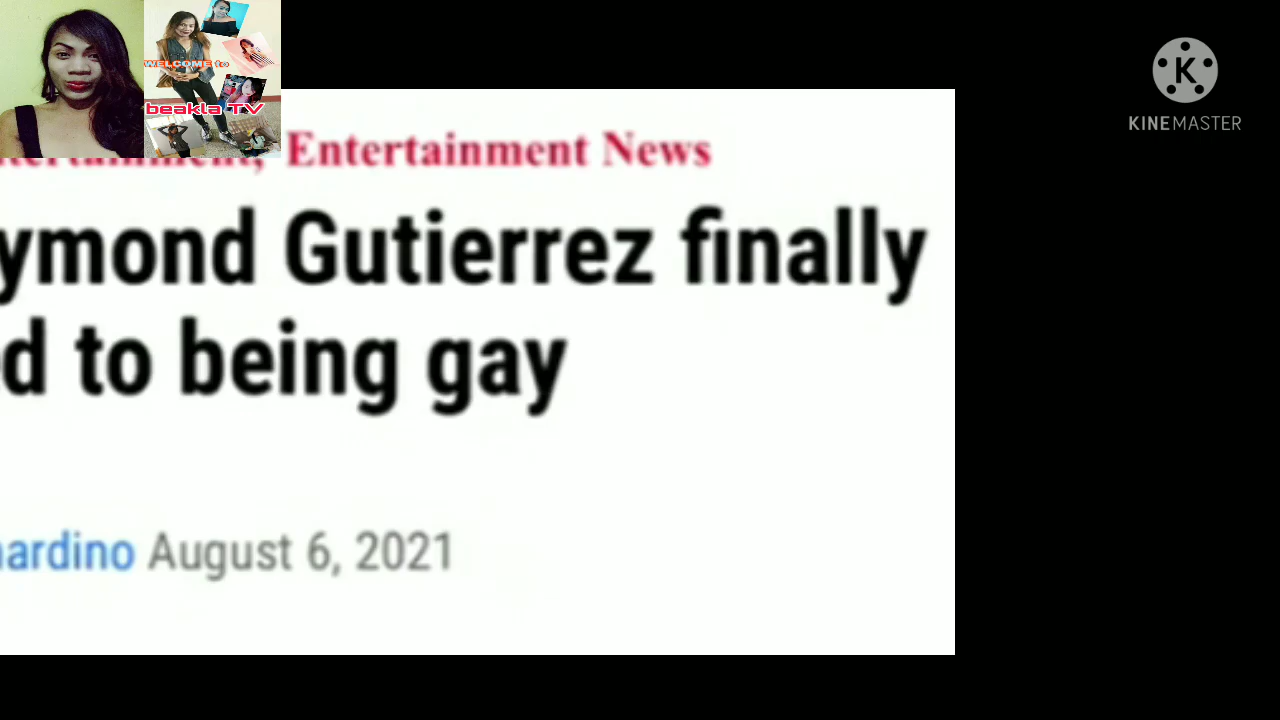 WELCOME to
beakla TV
Entertainment News
ymond Gutierrez finally
d to being gay
ardino August 6, 2021
KINEMASTER